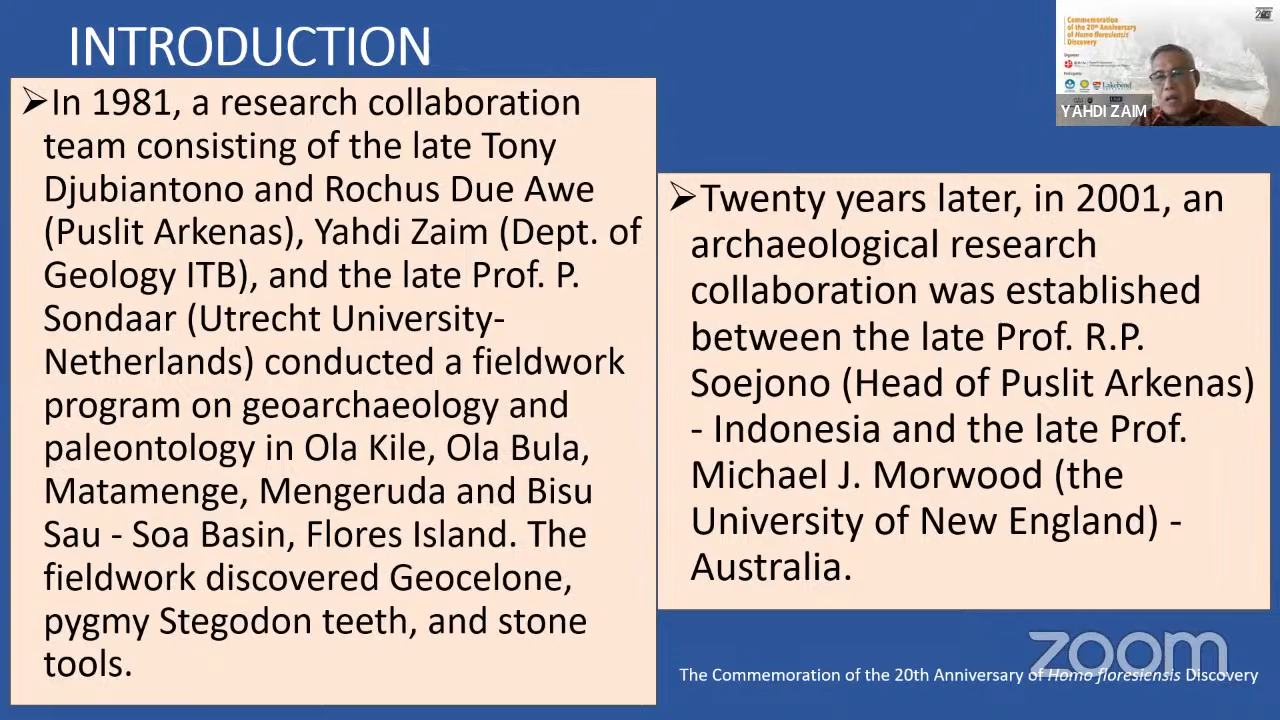 INTRODUCTION
➢In 1981, a research collaboration
team consisting of the late Tony
Djubiantono and Rochus Due Awe
(Puslit Arkenas), Yahdi Zaim (Dept. of
Geology ITB), and the late Prof. P.
Sondaar (Utrecht University-
Netherlands) conducted a fieldwork
program on geoarchaeology and
paleontology in Ola Kile, Ola Bula,
Matamenge, Mengeruda and Bisu
Sau - Soa Basin, Flores Island. The
fieldwork discovered Geocelone,
pygmy Stegodon teeth, and stone
tools.
➢Twenty years later, in 2001, an
archaeological research
collaboration was established
between the late Prof. R.P.
Soejono (Head of Puslit Arkenas)
- Indonesia and the late Prof.
Michael J. Morwood (the
University of New England) -
Australia.
Commemoration
of the 20th Anniversary
of Homo floresiensis
Discovery
YAHDI ZAIM
zoom
The Commemoration of the 20th Anniversary of Homo floresiensis Discovery